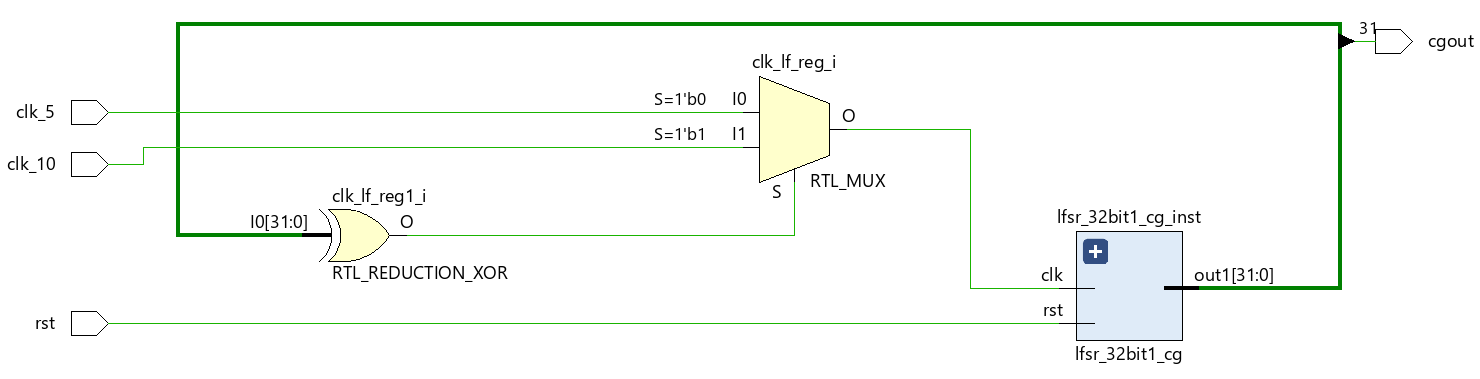 31
cgout
clk_lf_reg_i
clk_5
S=1'b0
I0
O
S=1'b1
I1
clk_10
S
RTL_MUX
clk_lf_reg1_i
I0[31:0]
O
RTL_REDUCTION_XOR
lfsr_32bit1_cg_inst
clk
out1[31:0]
rst
rst
lfsr_32bit1_cg